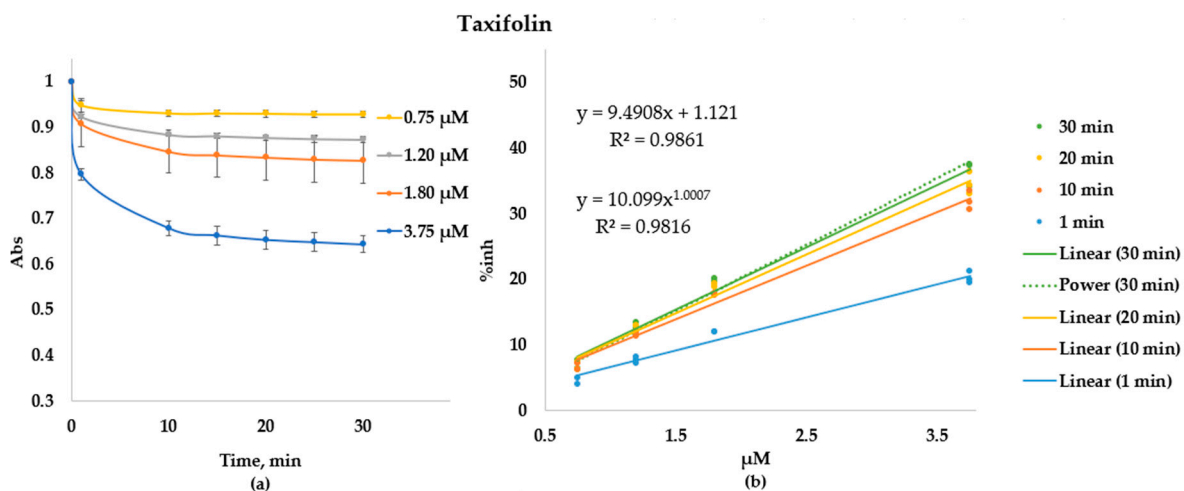 Taxifolin
1
0.9
0.8
0.7
0.6
0.5
0.4
0.3
Abs
0 10 20 30
Time, min
(a)
0.75 μM
1.20 μM
1.80 μM
3.75 μM
50
40
30
20
10
0
%inh
0.5 1.5 2.5 3.5
μM
(b)
y = 9.4908x + 1.121
R² = 0.9861
y = 10.099x^1.0007
R² = 0.9816
30 min
20 min
10 min
1 min
Linear (30 min)
Power (30 min)
Linear (20 min)
Linear (10 min)
Linear (1 min)